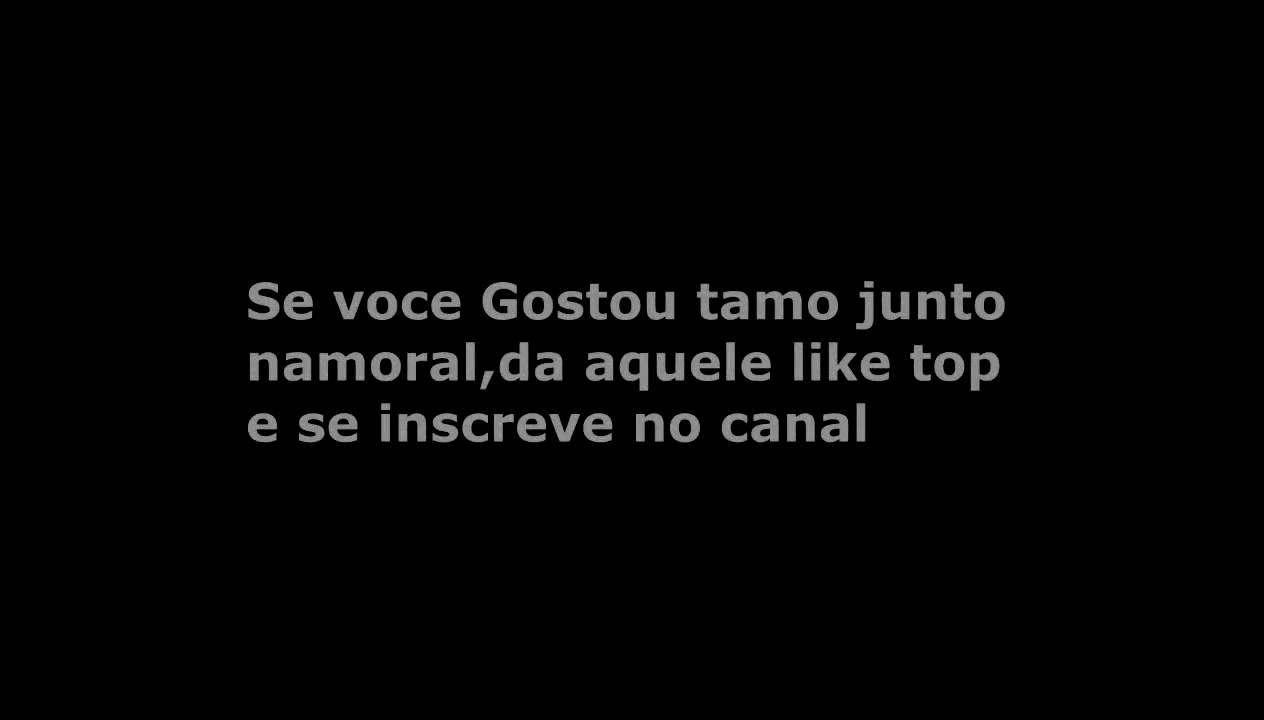 Se voce Gostou tamo junto
namoral,da aquele like top
e se inscreve no canal